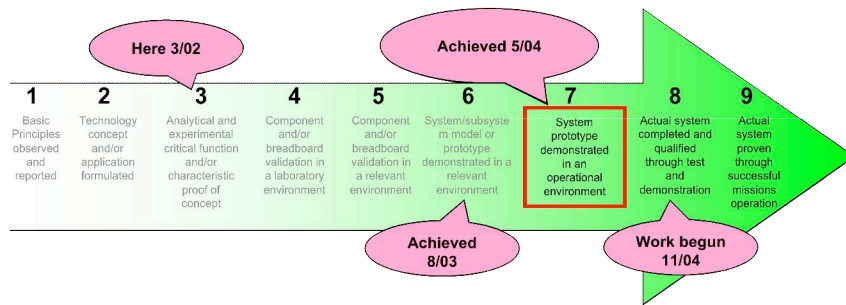 Here 3/02
Achieved 5/04
1
Basic
Principles
observed
and
reported
2
Technology
concept
and/or
application
formulated
3
Analytical and
experimental
critical function
and/or
characteristic
proof of
concept
4
Component
and/or
breadboard
validation in
a laboratory
environment
5
Component
and/or
breadboard
validation in
a relevant
environment
6
System/subsyste
m model or
prototype
demonstrated in a
relevant
environment
7
System
prototype
demonstrated
in an
operational
environment
8
Actual system
completed and
qualified
through test
and
demonstration
9
Actual
system
proven
through
successful
missions
operation
Achieved
8/03
Work begun
11/04